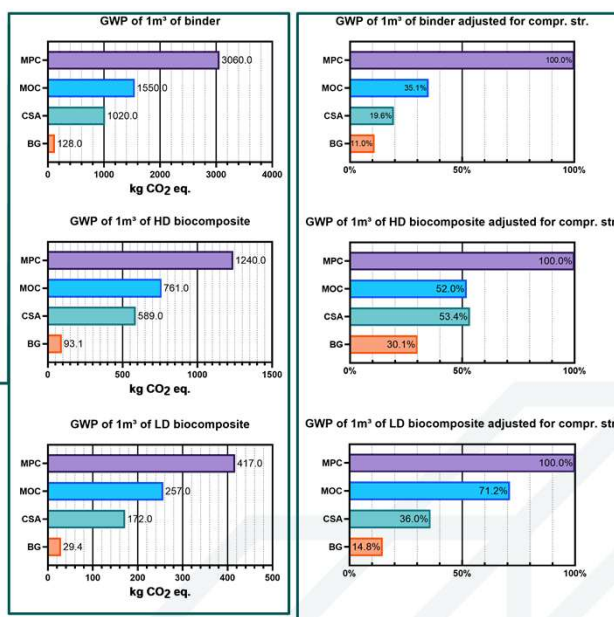 GWP of 1m³ of binder
MPC 3060.0
MOC 1550.0
CSA 1020.0
BG 128.0
0 1000 2000 3000 4000
kg CO2 eq.
GWP of 1m³ of binder adjusted for compr. str.
MPC 100.0%
MOC 35.1%
CSA 19.6%
BG 11.0%
0% 50% 100%
GWP of 1m³ of HD biocomposite
MPC 1240.0
MOC 761.0
CSA 589.0
BG 93.1
0 500 1000 1500
kg CO2 eq.
GWP of 1m³ of HD biocomposite adjusted for compr. str
MPC 100.0%
MOC 52.0%
CSA 53.4%
BG 30.1%
0% 50% 100%
GWP of 1m³ of LD biocomposite
MPC 417.0
MOC 257.0
CSA 172.0
BG 29.4
0 100 200 300 400 500
kg CO2 eq.
GWP of 1m³ of LD biocomposite adjusted for compr. str
MPC 100.0%
MOC 71.2%
CSA 36.0%
BG 14.8%
0% 50% 100%